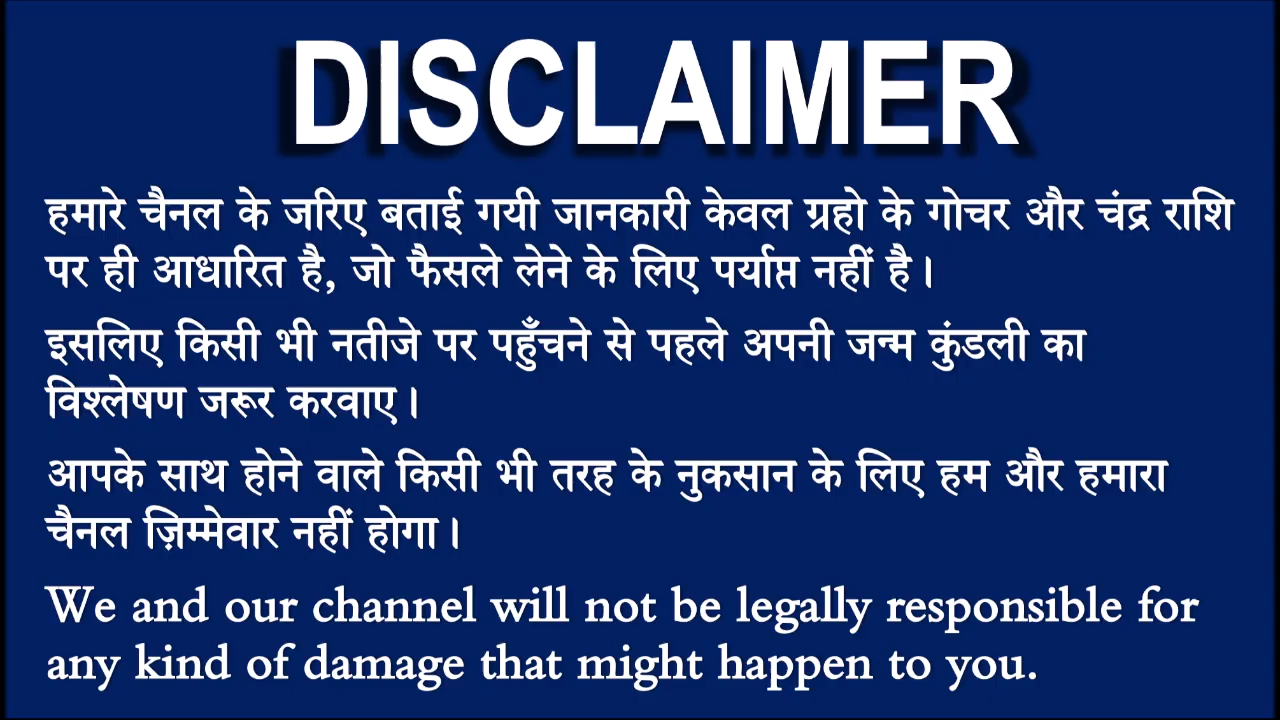 DISCLAIMER
हमारे चैनल के जरिए बताई गयी जानकारी केवल ग्रहो के गोचर और चंद्र राशि
पर ही आधारित है, जो फैसले लेने के लिए पर्याप्त नहीं है।
इसलिए किसी भी नतीजे पर पहुँचने से पहले अपनी जन्म कुंडली का
विश्लेषण जरूर करवाए।
आपके साथ होने वाले किसी भी तरह के नुकसान के लिए हम और हमारा
चैनल ज़िम्मेवार नहीं होगा।
We and our channel will not be legally responsible for
any kind of damage that might happen to you.